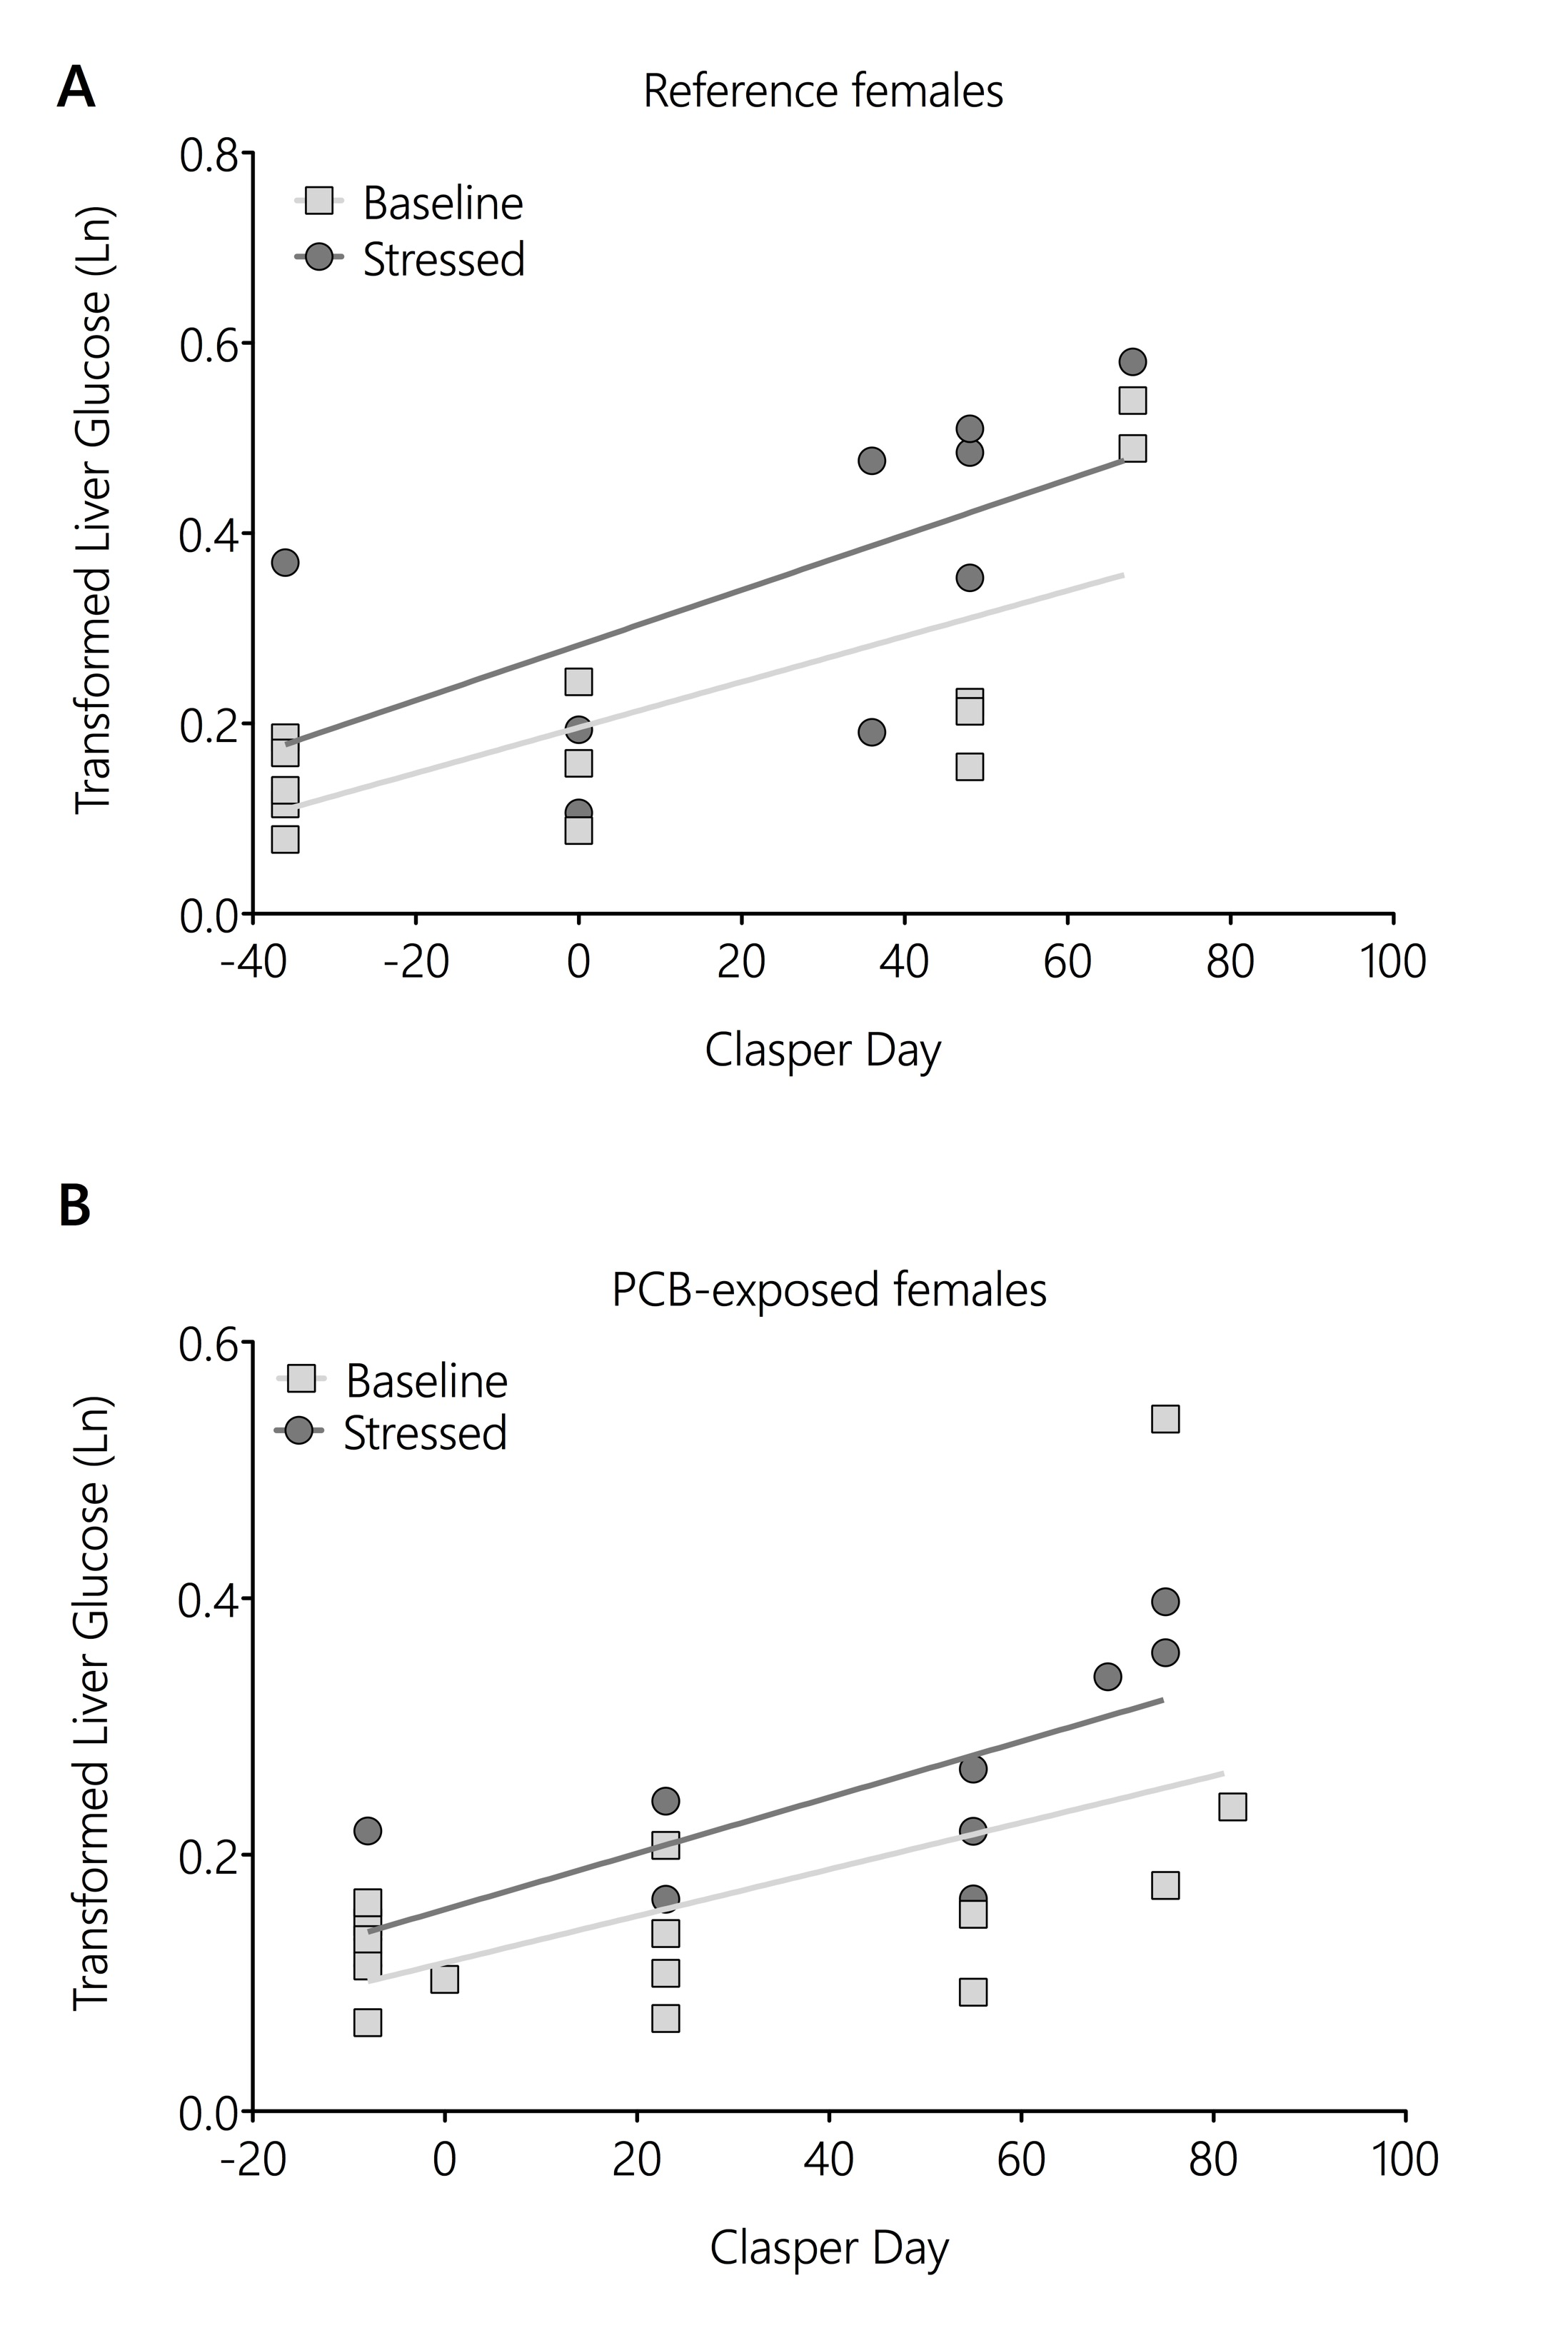 A
Reference females
Transformed Liver Glucose (Ln)
0.8
0.6
0.4
0.2
0.0
Baseline
Stressed
-40 -20 0 20 40 60 80 100
Clasper Day
B
PCB-exposed females
Transformed Liver Glucose (Ln)
0.6
0.4
0.2
0.0
Baseline
Stressed
-20 0 20 40 60 80 100
Clasper Day